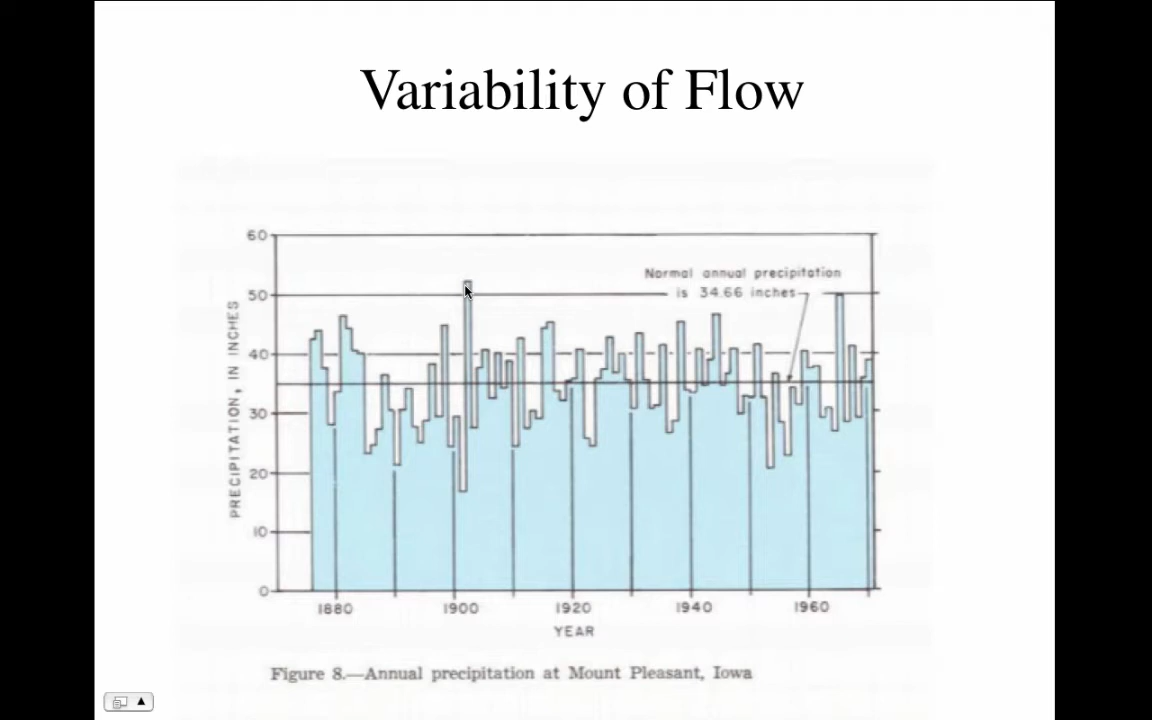 Variability of Flow
60
50
40
30
20
10
0
PRECIPITATION, IN INCHES
Normal annual precipitation
is 34.66 inches
1880 1900 1920 1940 1960
YEAR
Figure 8.—Annual precipitation at Mount Pleasant, Iowa